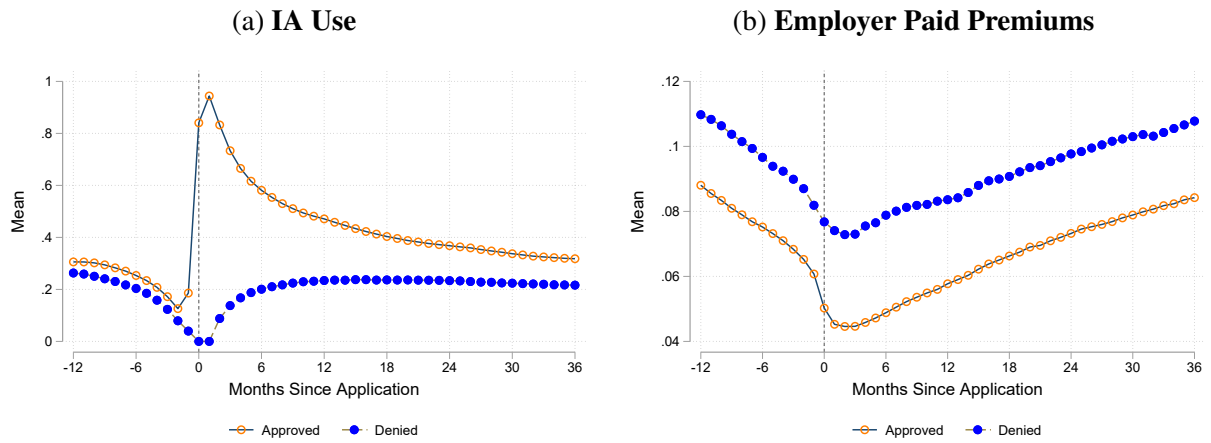 (a) IA Use
1
.8
.6
.4
.2
0
Mean
-12 -6 0 6 12 18 24 30 36
Months Since Application
Approved Denied
(b) Employer Paid Premiums
.12
.1
.08
.06
.04
Mean
-12 -6 0 6 12 18 24 30 36
Months Since Application
Approved Denied